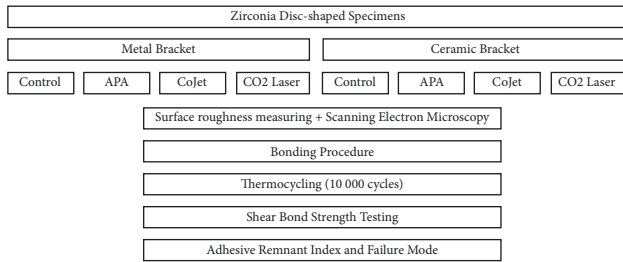 Zirconia Disc-shaped Specimens
Metal Bracket Ceramic Bracket
Control APA CoJet CO2 Laser Control APA CoJet CO2 Laser
Surface roughness measuring + Scanning Electron Microscopy
Bonding Procedure
Thermocycling (10 000 cycles)
Shear Bond Strength Testing
Adhesive Remnant Index and Failure Mode